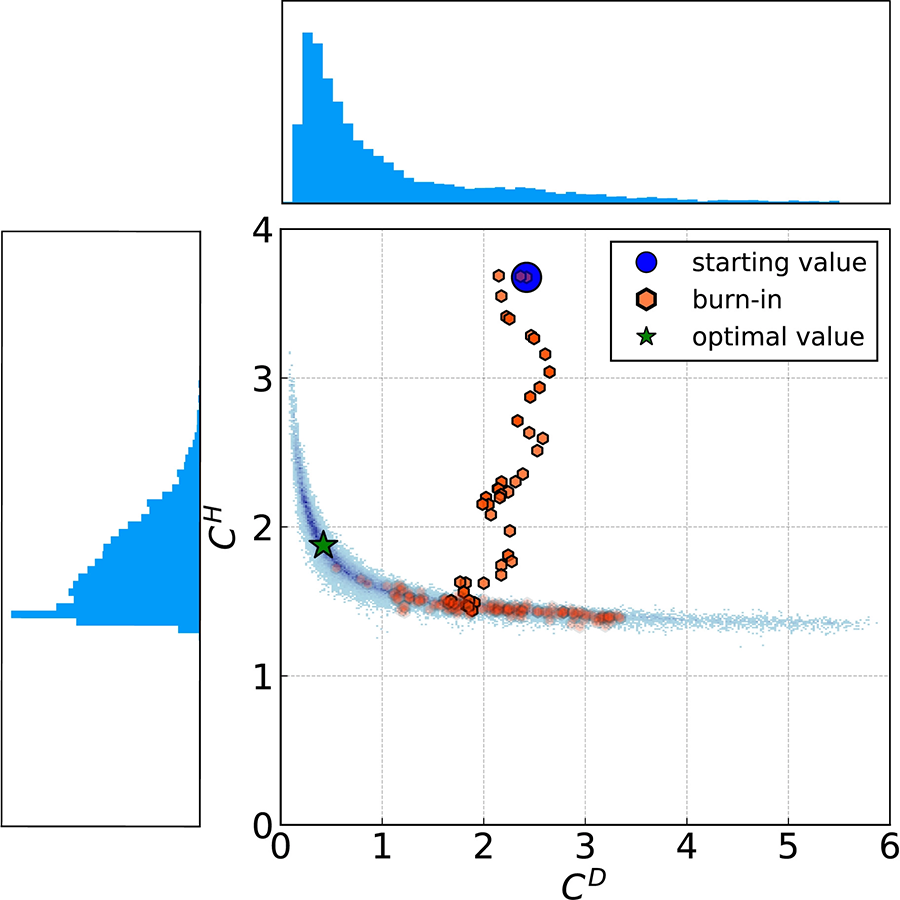 4
3
2
1
0
C^H
starting value
burn-in
optimal value
0 1 2 3 4 5 6
C^D